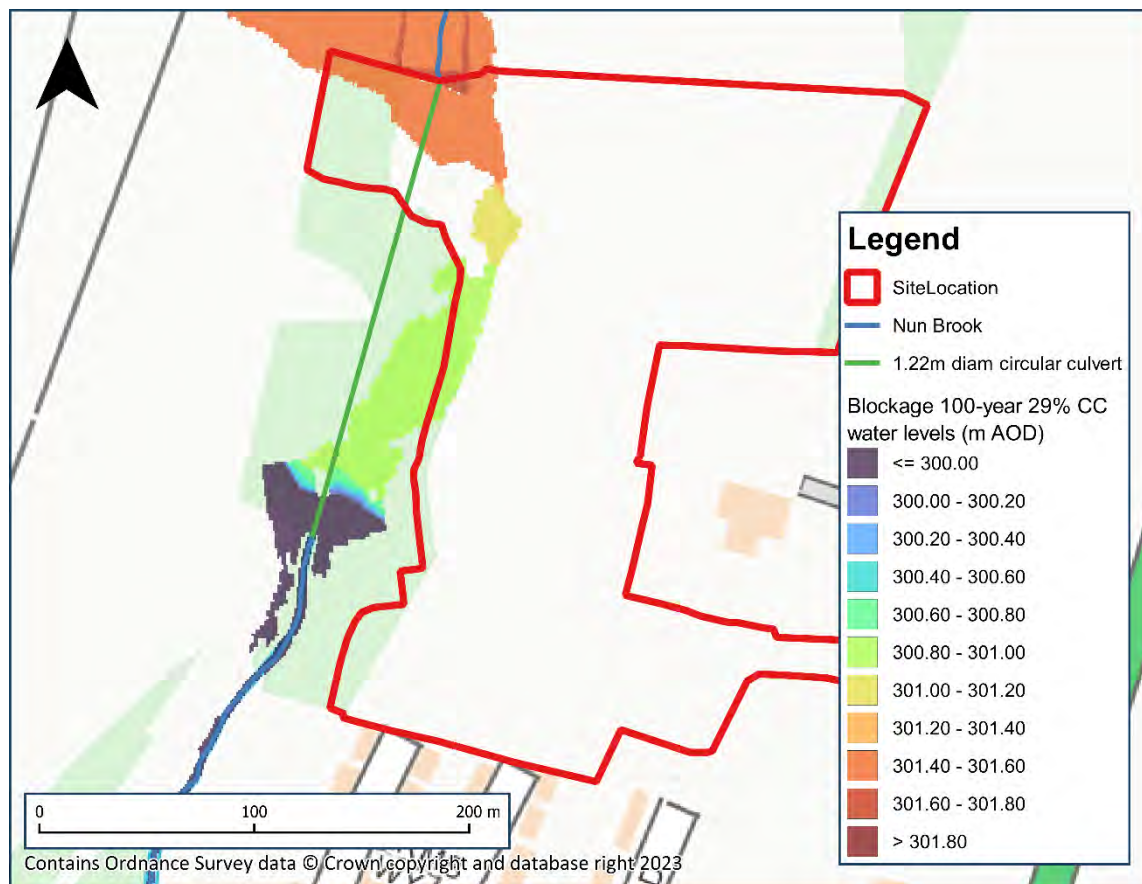 Legend
SiteLocation
Nun Brook
1.22m diam circular culvert
Blockage 100-year 29% CC
water levels (m AOD)
<= 300.00
300.00 - 300.20
300.20 - 300.40
300.40 - 300.60
300.60 - 300.80
300.80 - 301.00
301.00 - 301.20
301.20 - 301.40
301.40 - 301.60
301.60 - 301.80
> 301.80
0 100 200 m
Contains Ordnance Survey data © Crown copyright and database right 2023